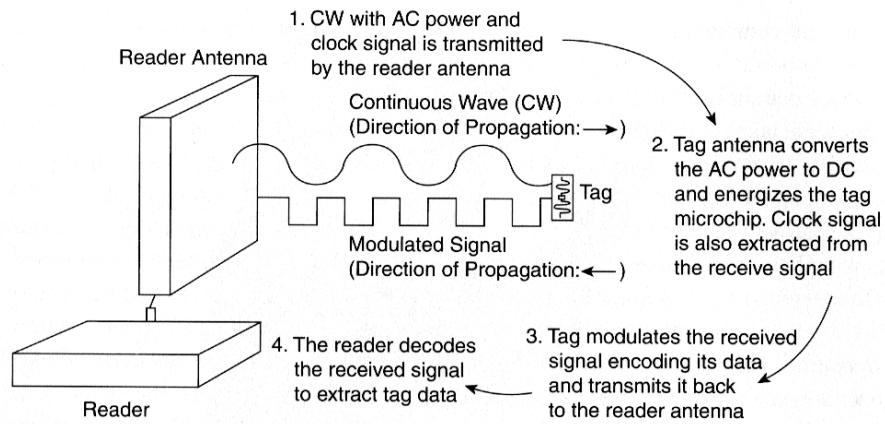 1. CW with AC power and
clock signal is transmitted
by the reader antenna
Reader Antenna
Continuous Wave (CW)
(Direction of Propagation:→)
2. Tag antenna converts
the AC power to DC
and energizes the tag
microchip. Clock signal
is also extracted from
the receive signal
Tag
Modulated Signal
(Direction of Propagation:←)
3. Tag modulates the received
signal encoding its data
and transmits it back
to the reader antenna
4. The reader decodes
the received signal
to extract tag data
Reader